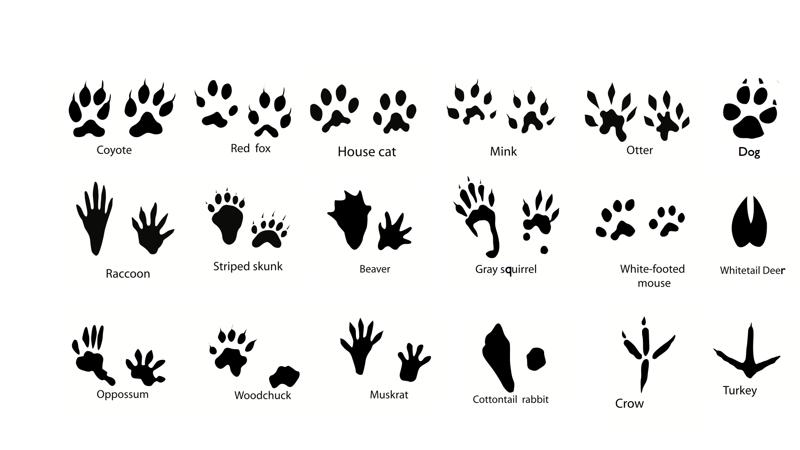 Coyote
Red fox
House cat
Mink
Otter
Dog
Raccoon
Striped skunk
Beaver
Gray squirrel
White-footed
mouse
Whitetail Deer
Oppossum
Woodchuck
Muskrat
Cottontail rabbit
Crow
Turkey